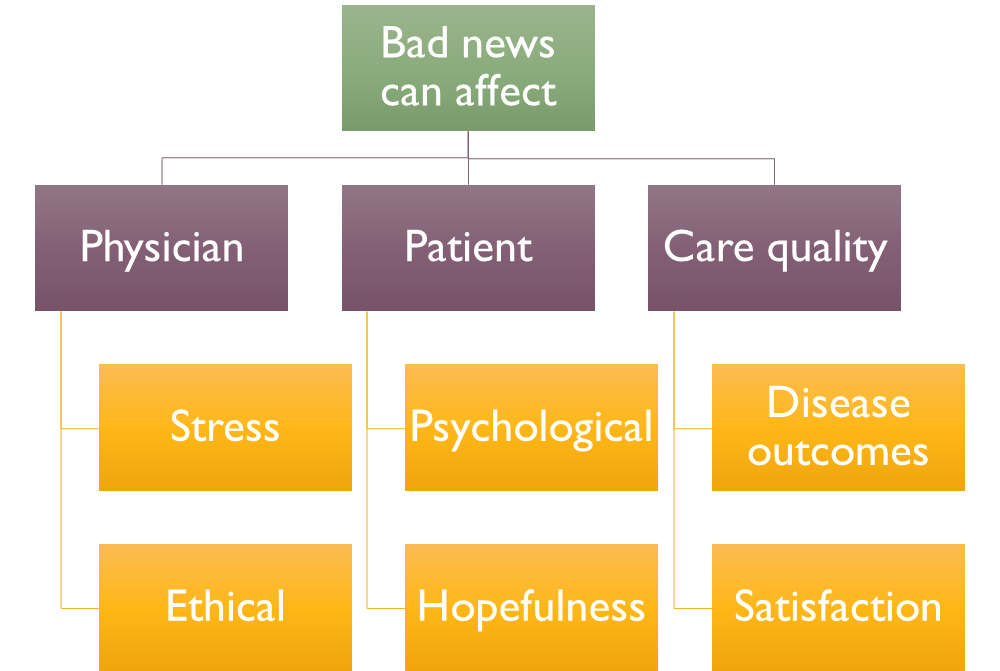 Bad news
can affect
Physician
Patient
Care quality
Stress
Psychological
Disease
outcomes
Ethical
Hopefulness
Satisfaction